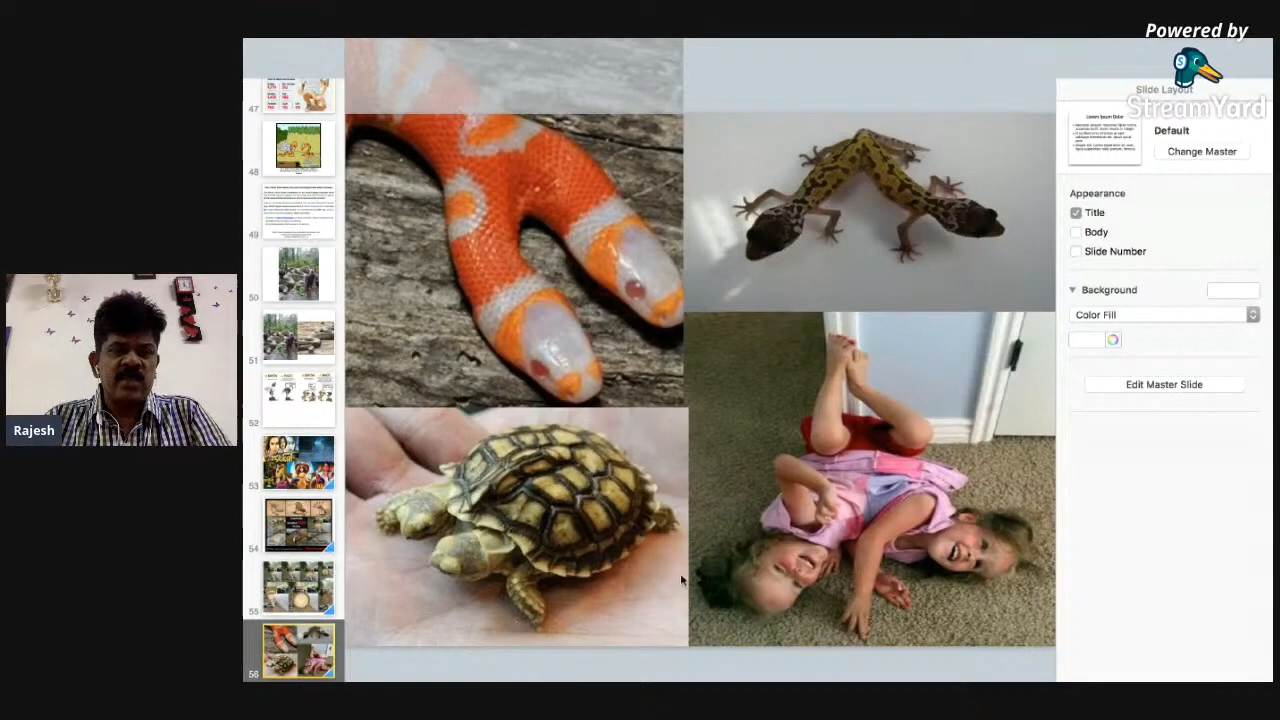 Powered by
StreamYard
Slide Layout
Default
Change Master
Appearance
Title
Body
Slide Number
Background
Color Fill
Edit Master Slide
Rajesh
47
48
49
50
51
52
53
54
55
56